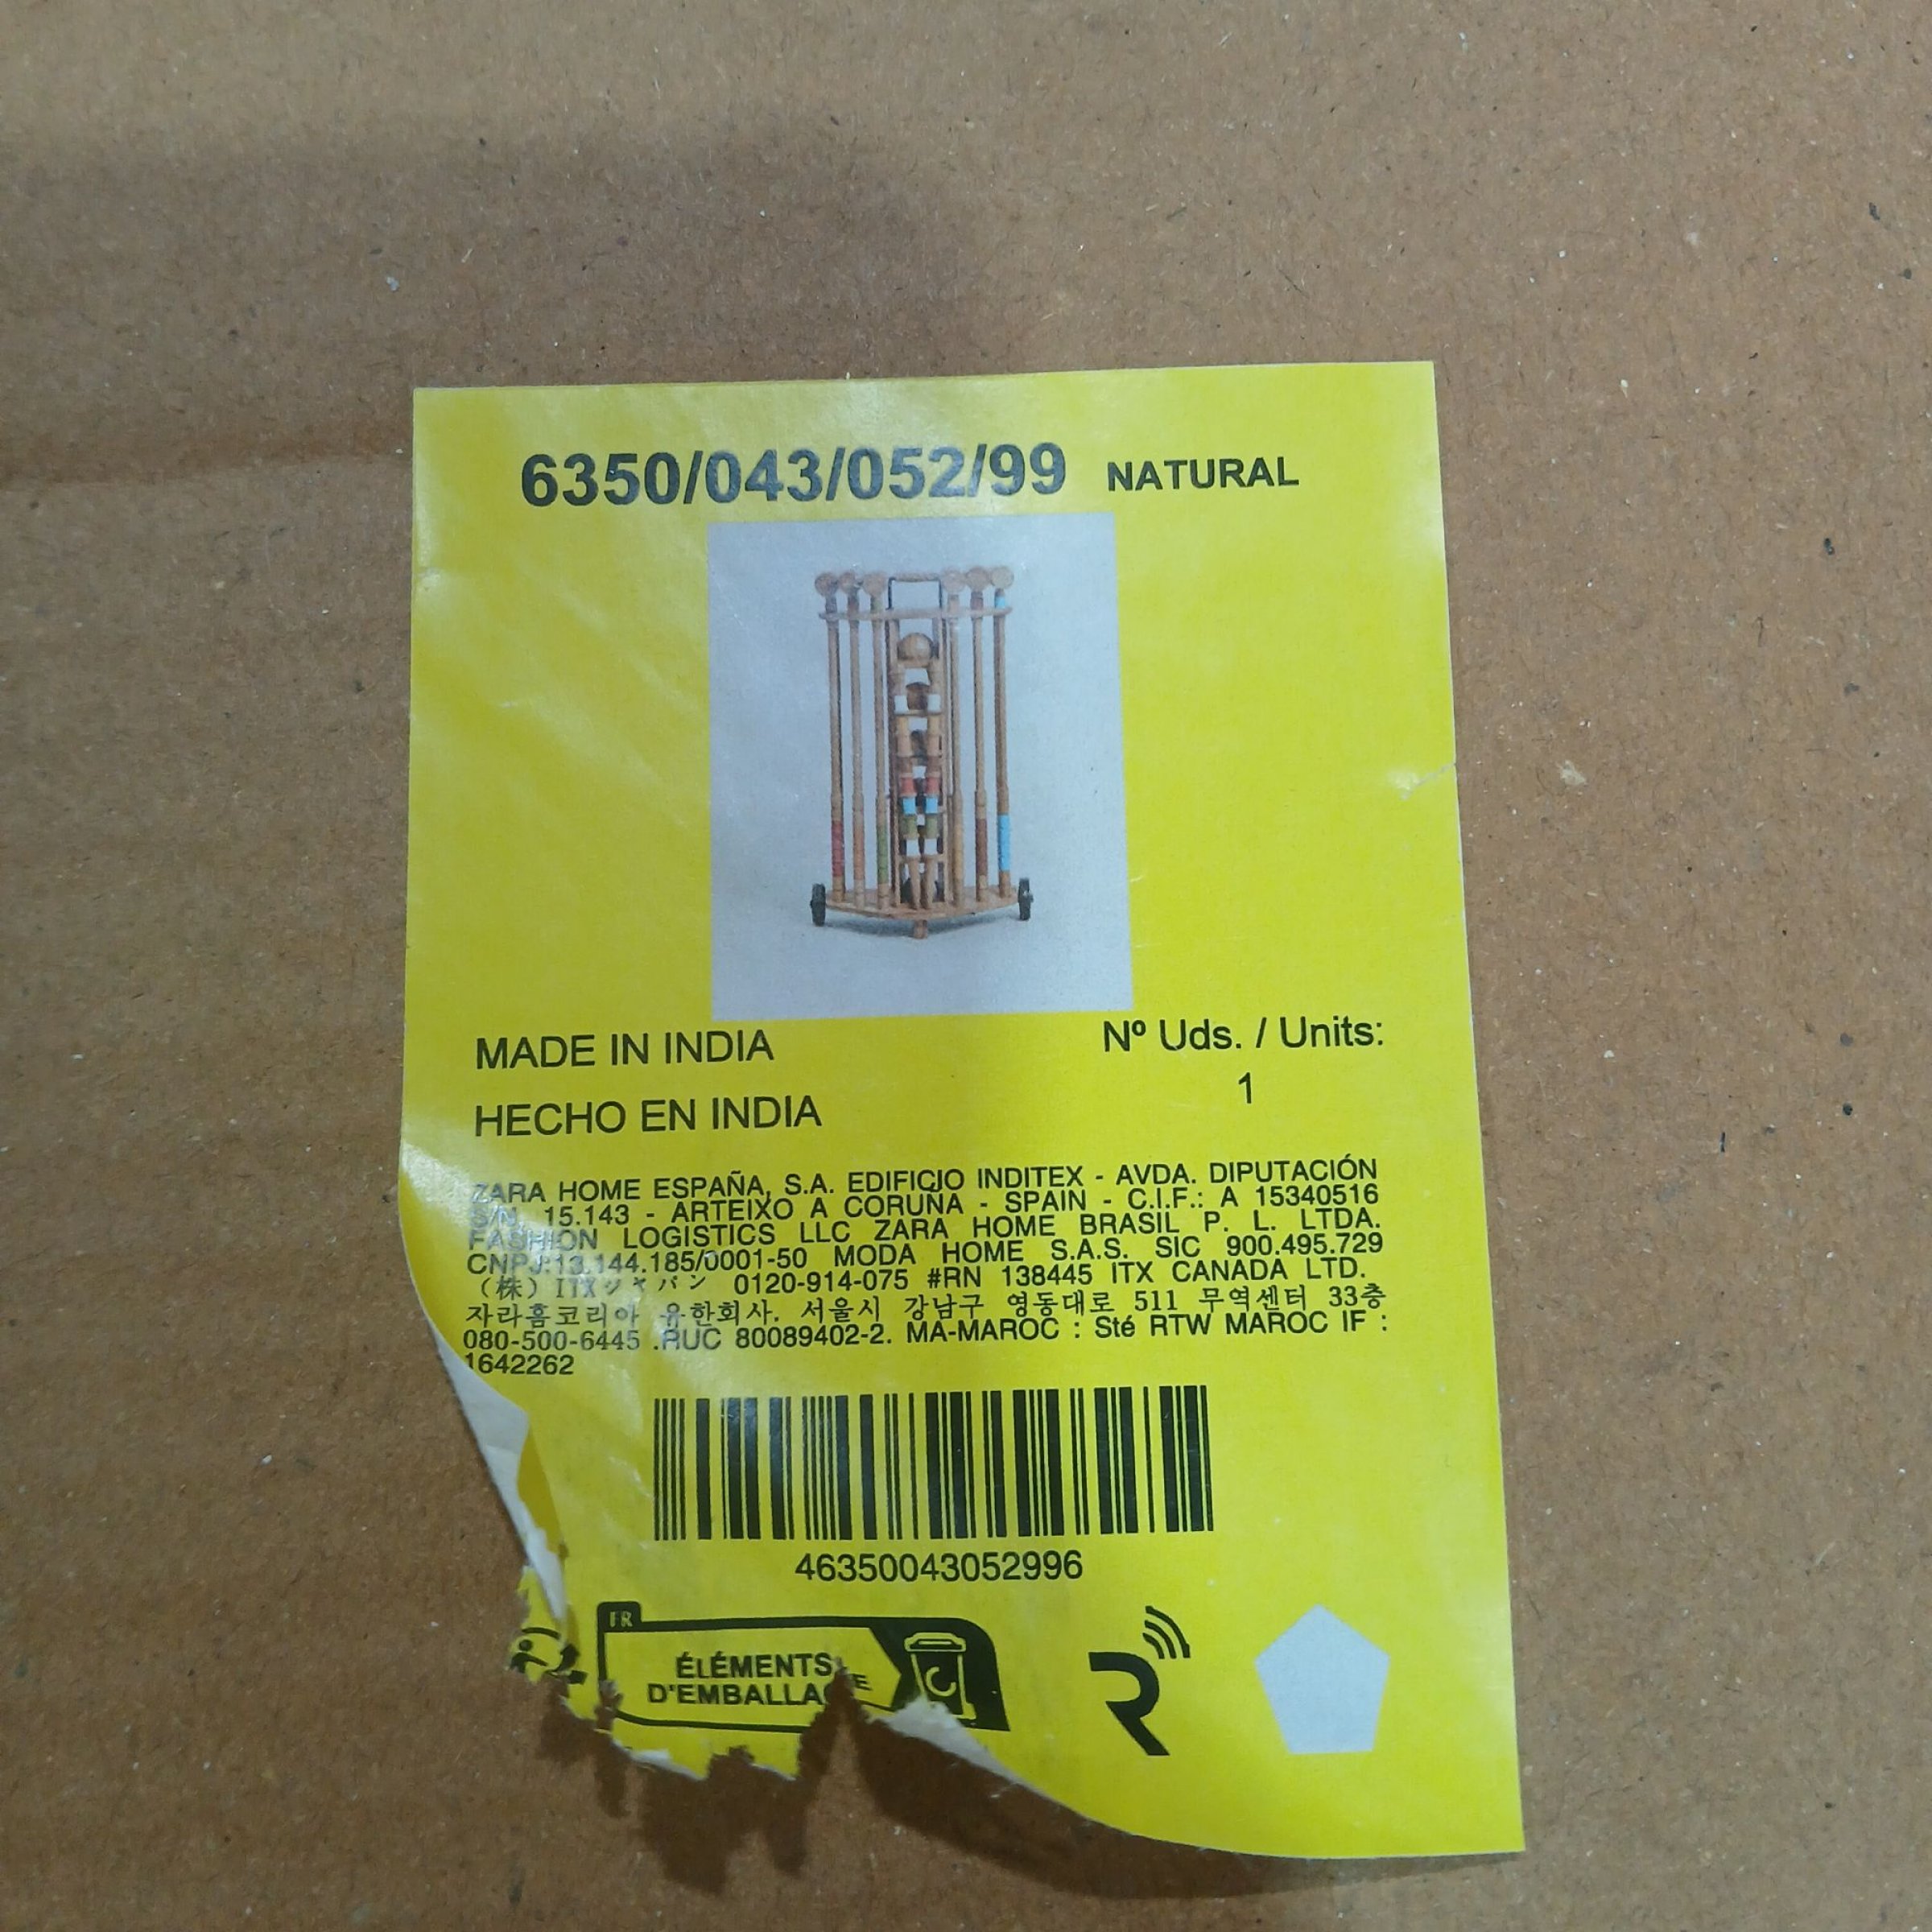 6350/043/052/99 NATURAL
MADE IN INDIA
Nº Uds. / Units:
1
HECHO EN INDIA
ZARA HOME ESPAÑA, S.A. EDIFICIO INDITEX - AVDA. DIPUTACIÓN
S/N, 15.143 - ARTEIXO A CORUÑA - SPAIN - C.I.F.: A 15340516
FASHION LOGISTICS LLC ZARA HOME BRASIL P. L. LTDA.
CNPJ:13.144.185/0001-50 MODA HOME S.A.S. SIC 900.495.729
(株) ITXジャパン 0120-914-075 #RN 138445 ITX CANADA LTD.
자라홈코리아 유한회사. 서울시 강남구 영동대로 511 무역센터 33층
080-500-6445 .RUC 80089402-2. MA-MAROC : Sté RTW MAROC IF :
1642262
46350043052996
FR
ÉLÉMENTS
R